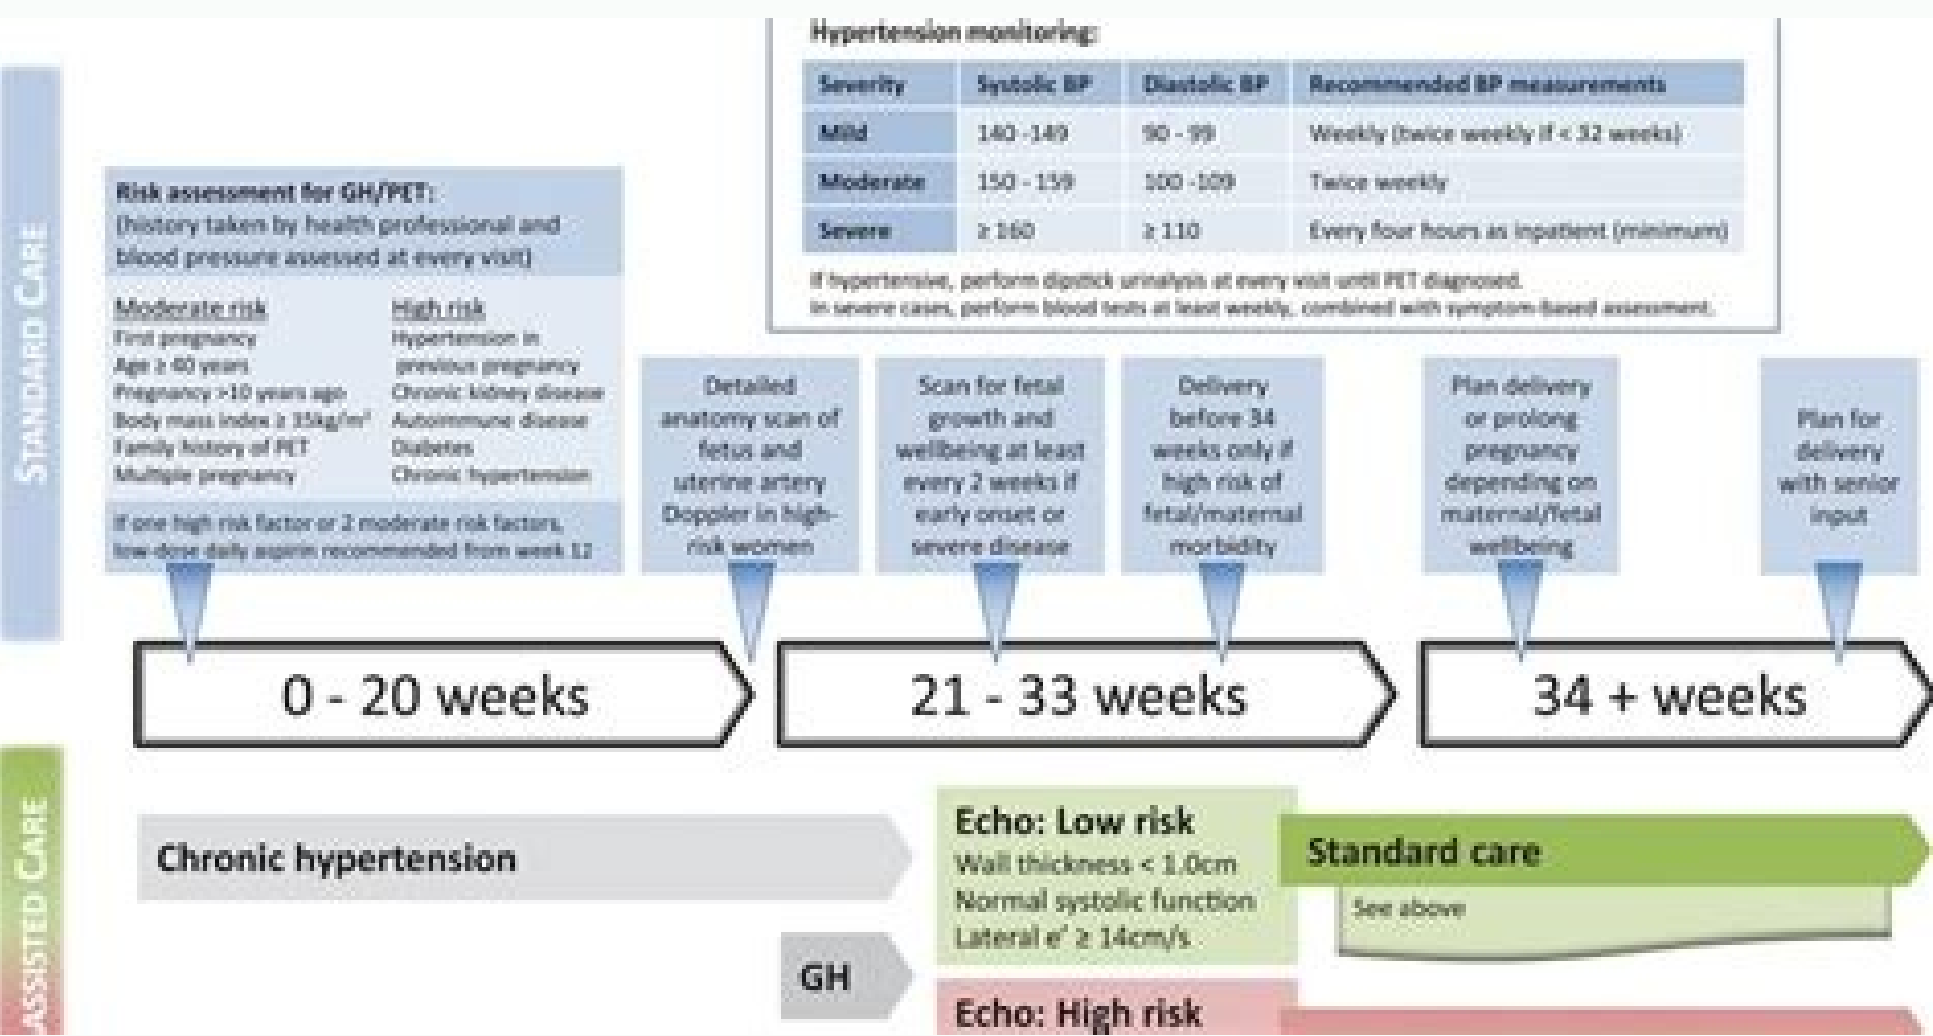 Hypertension monitoring:
Severity Systolic BP Diastolic BP Recommended BP measurements
Mild 140 -149 90 - 99 Weekly (twice weekly if < 32 weeks)
Moderate 150 - 159 100 -109 Twice weekly
Severe ≥ 160 ≥ 110 Every four hours as inpatient (minimum)
If hypertensive, perform dipstick urinalysis at every visit until PET diagnosed.
In severe cases, perform blood tests at least weekly, combined with symptom-based assessment.
STANDARD CARE
Risk assessment for GH/PET:
(history taken by health professional and
blood pressure assessed at every visit)
Moderate risk
First pregnancy
Age ≥ 40 years
Pregnancy >10 years ago
Body mass index ≥ 35kg/m²
Family history of PET
Multiple pregnancy
High risk
Hypertension in
previous pregnancy
Chronic kidney disease
Autoimmune disease
Diabetes
Chronic hypertension
If one high risk factor or 2 moderate risk factors,
low-dose daily aspirin recommended from week 12
Detailed
anatomy scan of
fetus and
uterine artery
Doppler in high-
risk women
Scan for fetal
growth and
wellbeing at least
every 2 weeks if
early onset or
severe disease
Delivery
before 34
weeks only if
high risk of
fetal/maternal
morbidity
Plan delivery
or prolong
pregnancy
depending on
maternal/fetal
wellbeing
Plan for
delivery
with senior
input
0 - 20 weeks
21 - 33 weeks
34 + weeks
ASSISTED CARE
Chronic hypertension
GH
Echo: Low risk
Wall thickness < 1.0cm
Normal systolic function
Lateral e' ≥ 14cm/s
Standard care
See above
Echo: High risk